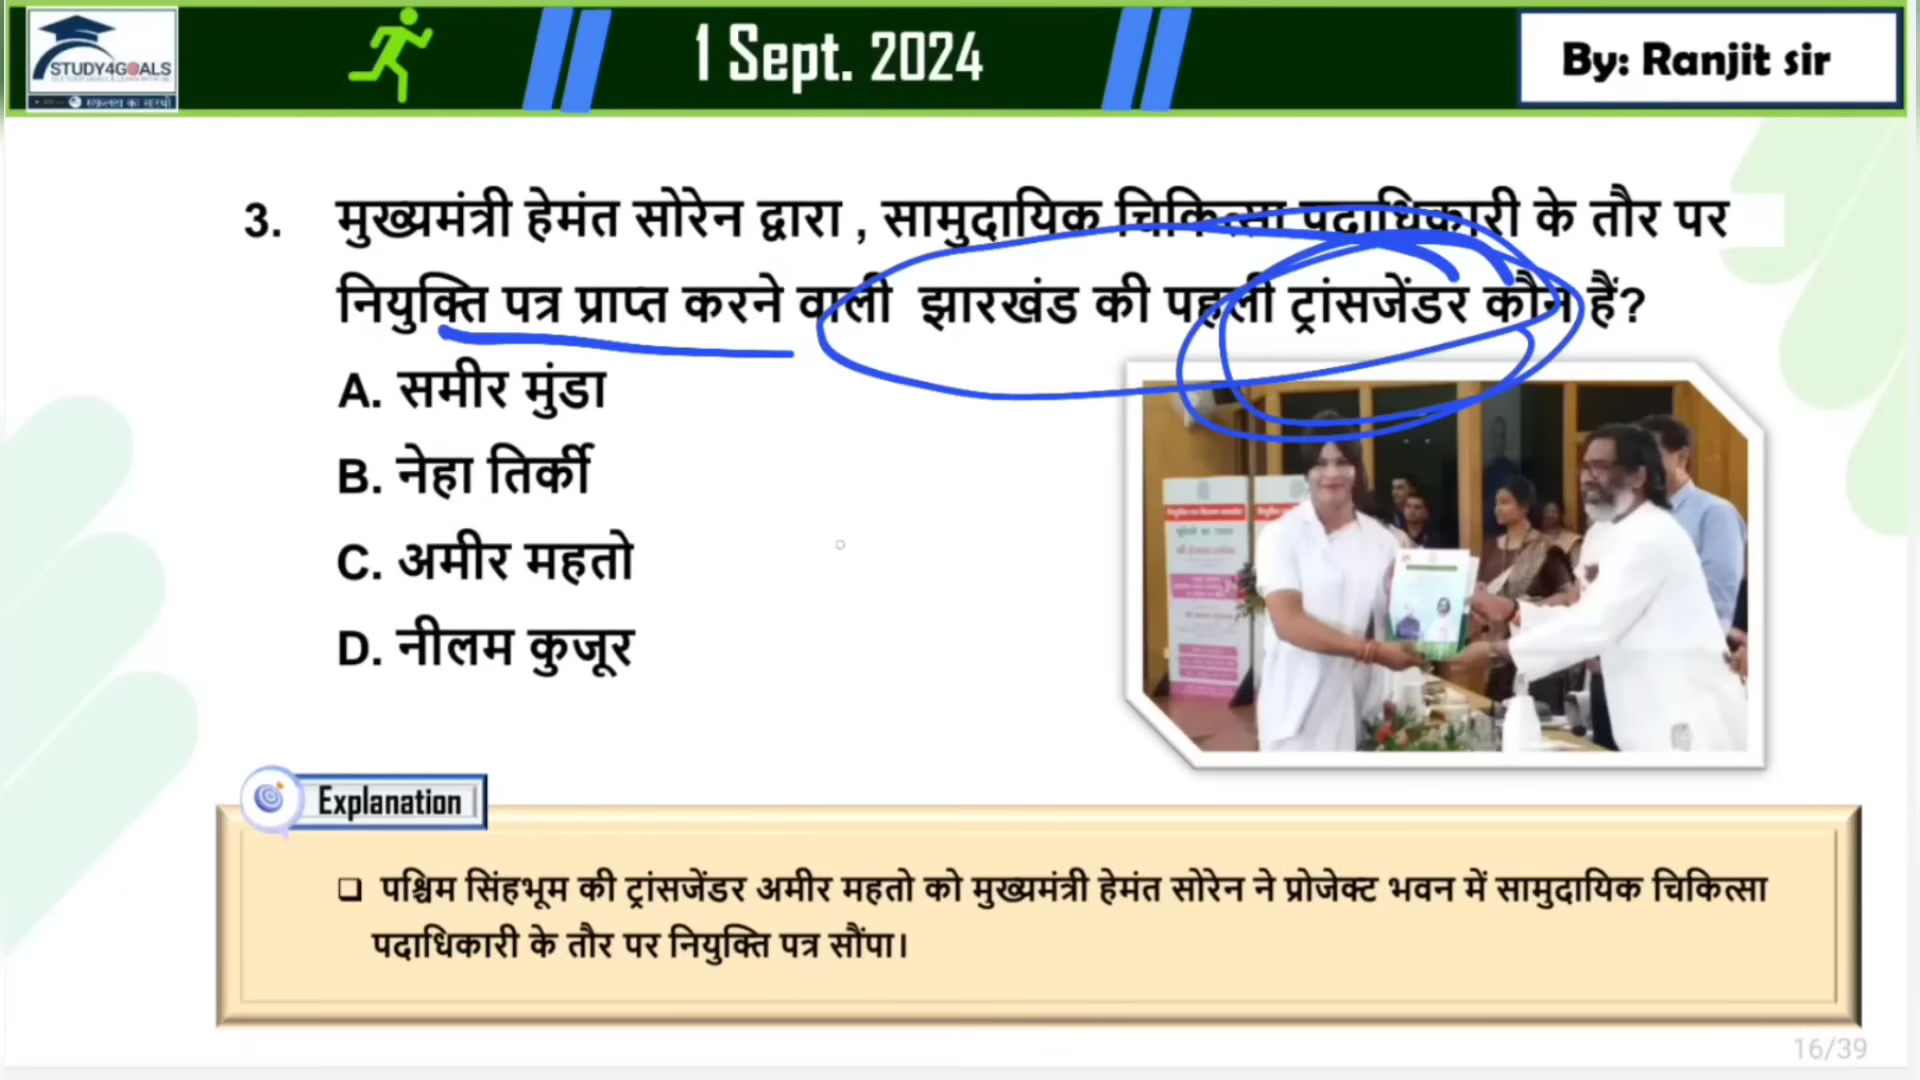 STUDY4GOALS
1 Sept. 2024
By: Ranjit sir
3. मुख्यमंत्री हेमंत सोरेन द्वारा , सामुदायिक चिकित्सा पदाधिकारी के तौर पर
नियुक्ति पत्र प्राप्त करने वाली झारखंड की पहली ट्रांसजेंडर कौन हैं?
A. समीर मुंडा
B. नेहा तिर्की
C. अमीर महतो
D. नीलम कुजूर
Explanation
❑ पश्चिम सिंहभूम की ट्रांसजेंडर अमीर महतो को मुख्यमंत्री हेमंत सोरेन ने प्रोजेक्ट भवन में सामुदायिक चिकित्सा
पदाधिकारी के तौर पर नियुक्ति पत्र सौंपा।
16/39